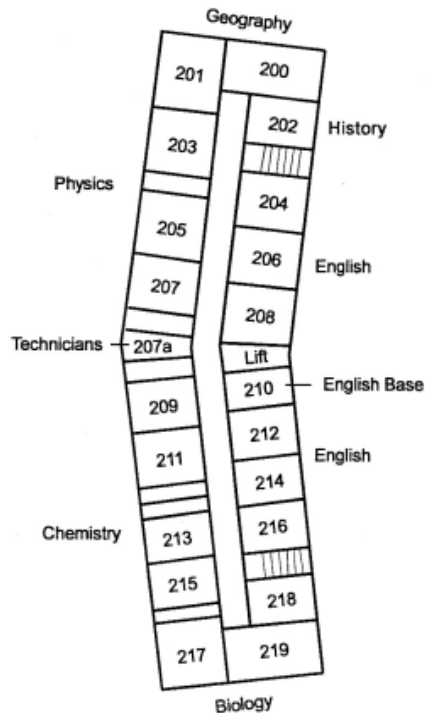 Geography
201 200
202 History
203
Physics
204
205
206 English
207
208
Technicians 207a Lift
210 English Base
209
212
211 English
214
216
Chemistry 213
215
218
217 219
Biology